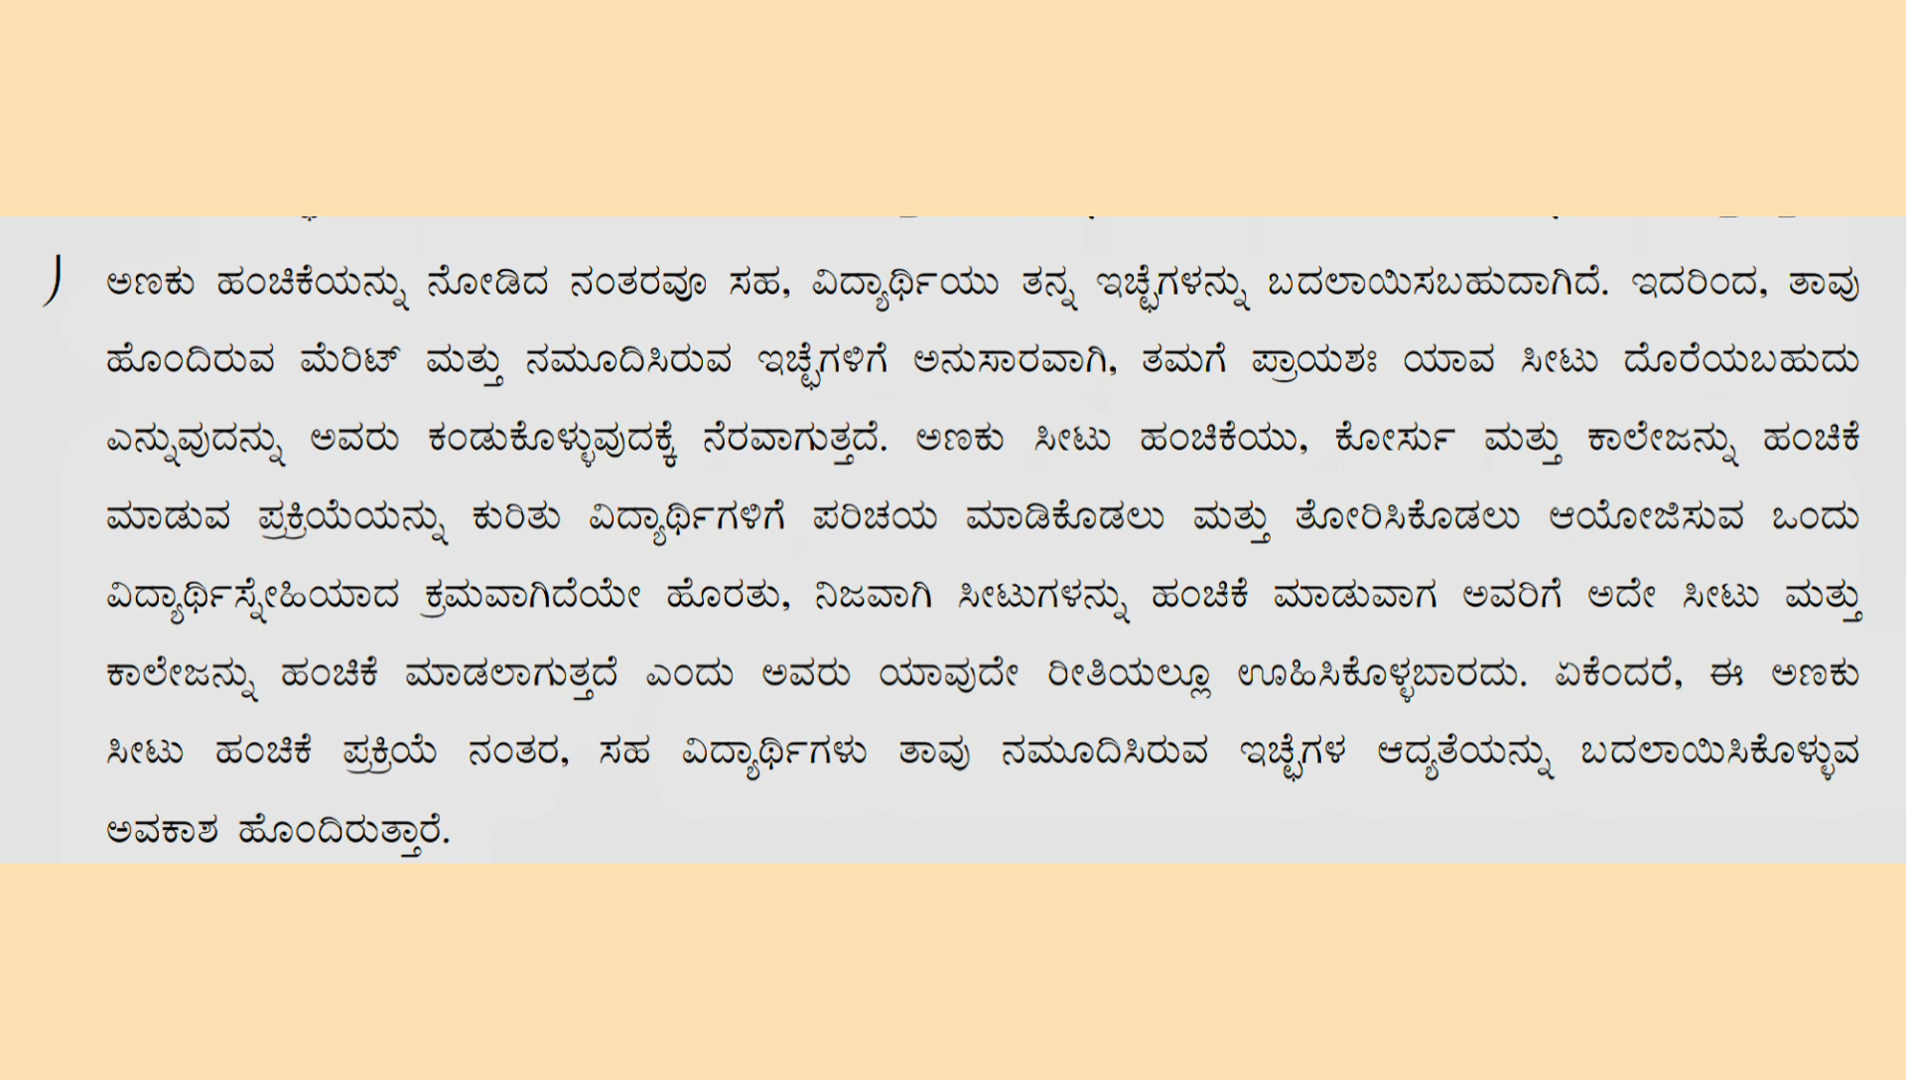 ) ಅಣಕು ಹಂಚಿಕೆಯನ್ನು ನೋಡಿದ ನಂತರವೂ ಸಹ, ವಿದ್ಯಾರ್ಥಿಯು ತನ್ನ ಇಚ್ಛೆಗಳನ್ನು ಬದಲಾಯಿಸಬಹುದಾಗಿದೆ. ಇದರಿಂದ, ತಾವು
ಹೊಂದಿರುವ ಮೆರಿಟ್ ಮತ್ತು ನಮೂದಿಸಿರುವ ಇಚ್ಛೆಗಳಿಗೆ ಅನುಸಾರವಾಗಿ, ತಮಗೆ ಪ್ರಾಯಶಃ ಯಾವ ಸೀಟು ದೊರೆಯಬಹುದು
ಎನ್ನುವುದನ್ನು ಅವರು ಕಂಡುಕೊಳ್ಳುವುದಕ್ಕೆ ನೆರವಾಗುತ್ತದೆ. ಅಣಕು ಸೀಟು ಹಂಚಿಕೆಯು, ಕೋರ್ಸು ಮತ್ತು ಕಾಲೇಜನ್ನು ಹಂಚಿಕೆ
ಮಾಡುವ ಪ್ರಕ್ರಿಯೆಯನ್ನು ಕುರಿತು ವಿದ್ಯಾರ್ಥಿಗಳಿಗೆ ಪರಿಚಯ ಮಾಡಿಕೊಡಲು ಮತ್ತು ತೋರಿಸಿಕೊಡಲು ಆಯೋಜಿಸುವ ಒಂದು
ವಿದ್ಯಾರ್ಥಿಸ್ನೇಹಿಯಾದ ಕ್ರಮವಾಗಿದೆಯೇ ಹೊರತು, ನಿಜವಾಗಿ ಸೀಟುಗಳನ್ನು ಹಂಚಿಕೆ ಮಾಡುವಾಗ ಅವರಿಗೆ ಅದೇ ಸೀಟು ಮತ್ತು
ಕಾಲೇಜನ್ನು ಹಂಚಿಕೆ ಮಾಡಲಾಗುತ್ತದೆ ಎಂದು ಅವರು ಯಾವುದೇ ರೀತಿಯಲ್ಲೂ ಊಹಿಸಿಕೊಳ್ಳಬಾರದು. ಏಕೆಂದರೆ, ಈ ಅಣಕು
ಸೀಟು ಹಂಚಿಕೆ ಪ್ರಕ್ರಿಯೆ ನಂತರ, ಸಹ ವಿದ್ಯಾರ್ಥಿಗಳು ತಾವು ನಮೂದಿಸಿರುವ ಇಚ್ಛೆಗಳ ಆದ್ಯತೆಯನ್ನು ಬದಲಾಯಿಸಿಕೊಳ್ಳುವ
ಅವಕಾಶ ಹೊಂದಿರುತ್ತಾರೆ.